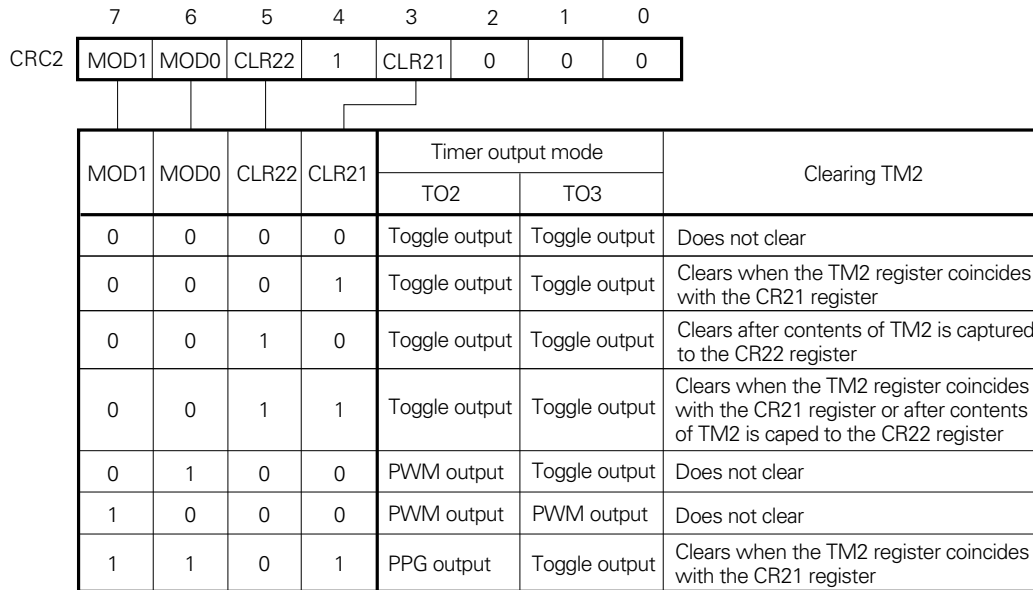 7 6 5 4 3 2 1 0
CRC2 MOD1 MOD0 CLR22 1 CLR21 0 0 0
MOD1 MOD0 CLR22 CLR21 Timer output mode Clearing TM2
TO2 TO3
0 0 0 0 Toggle output Toggle output Does not clear
0 0 0 1 Toggle output Toggle output Clears when the TM2 register coincides
with the CR21 register
0 0 1 0 Toggle output Toggle output Clears after contents of TM2 is captured
to the CR22 register
0 0 1 1 Toggle output Toggle output Clears when the TM2 register coincides
with the CR21 register or after contents
of TM2 is caped to the CR22 register
0 1 0 0 PWM output Toggle output Does not clear
1 0 0 0 PWM output PWM output Does not clear
1 1 0 1 PPG output Toggle output Clears when the TM2 register coincides
with the CR21 register